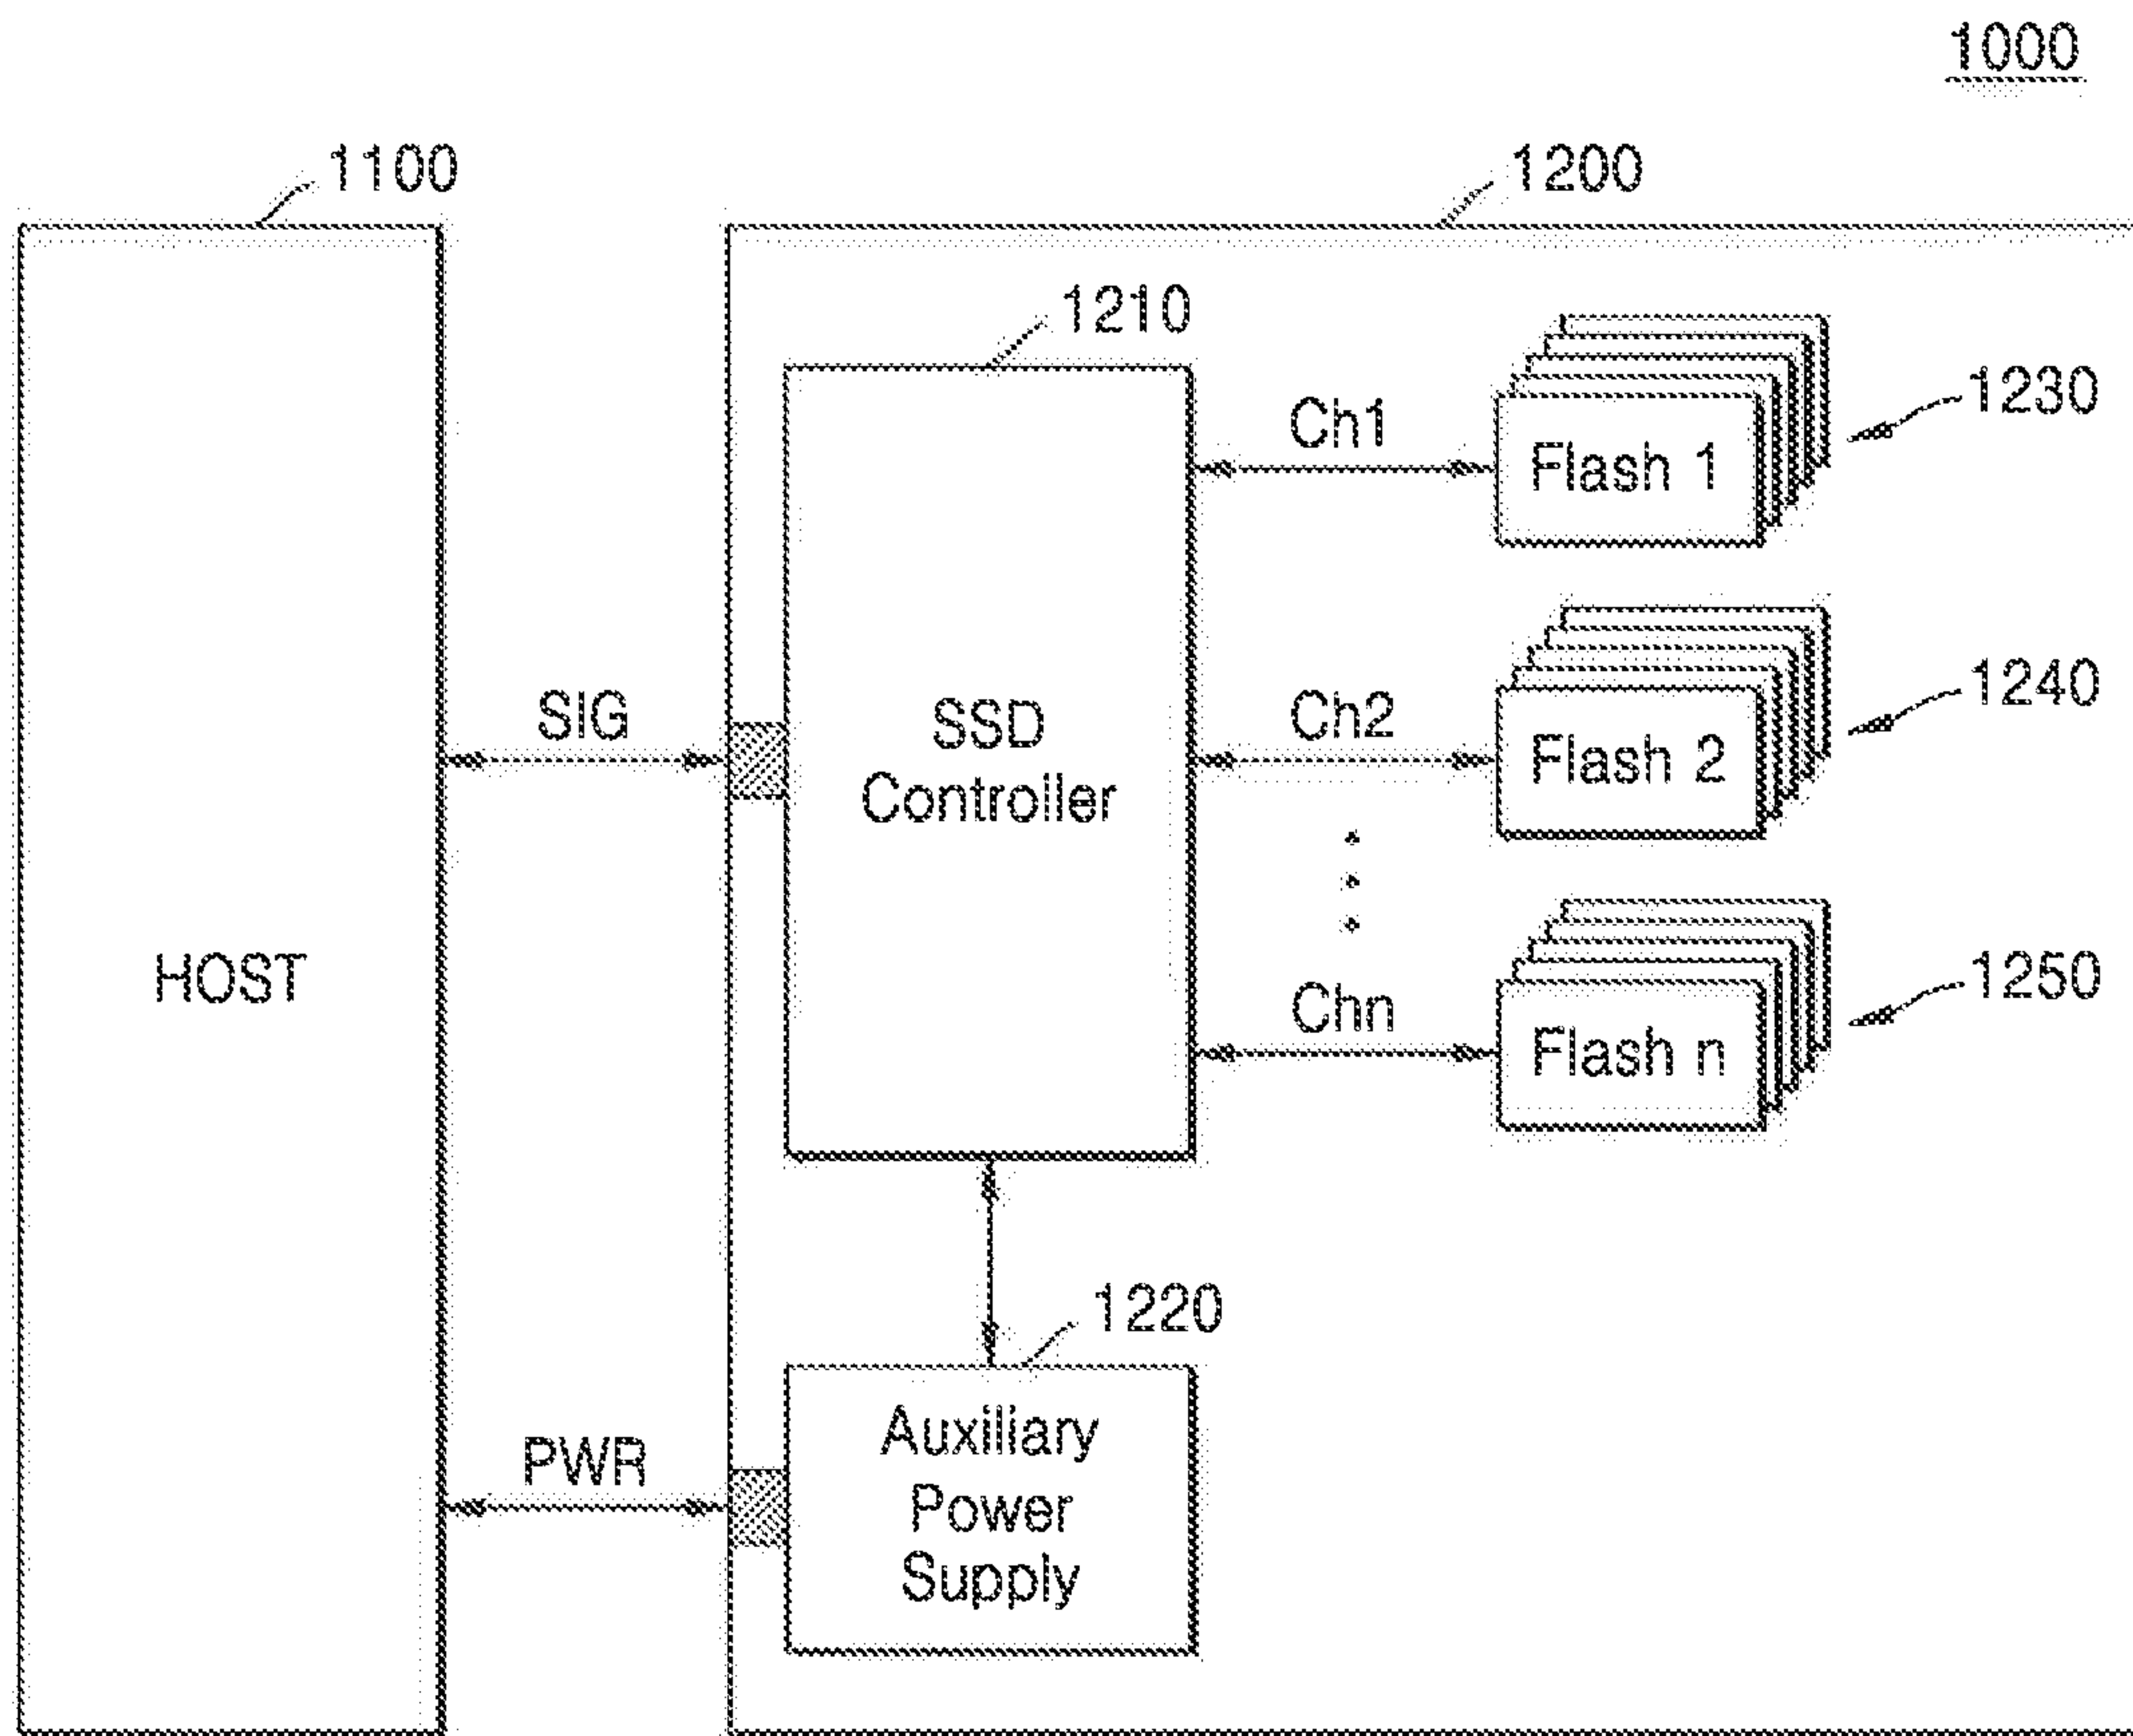 1000
1100
1200
1210
Ch1
Flash 1
1230
SIG
SSD
Controller
Ch2
Flash 2
1240
HOST
Chn
Flash n
1250
1220
PWR
Auxiliary
Power
Supply